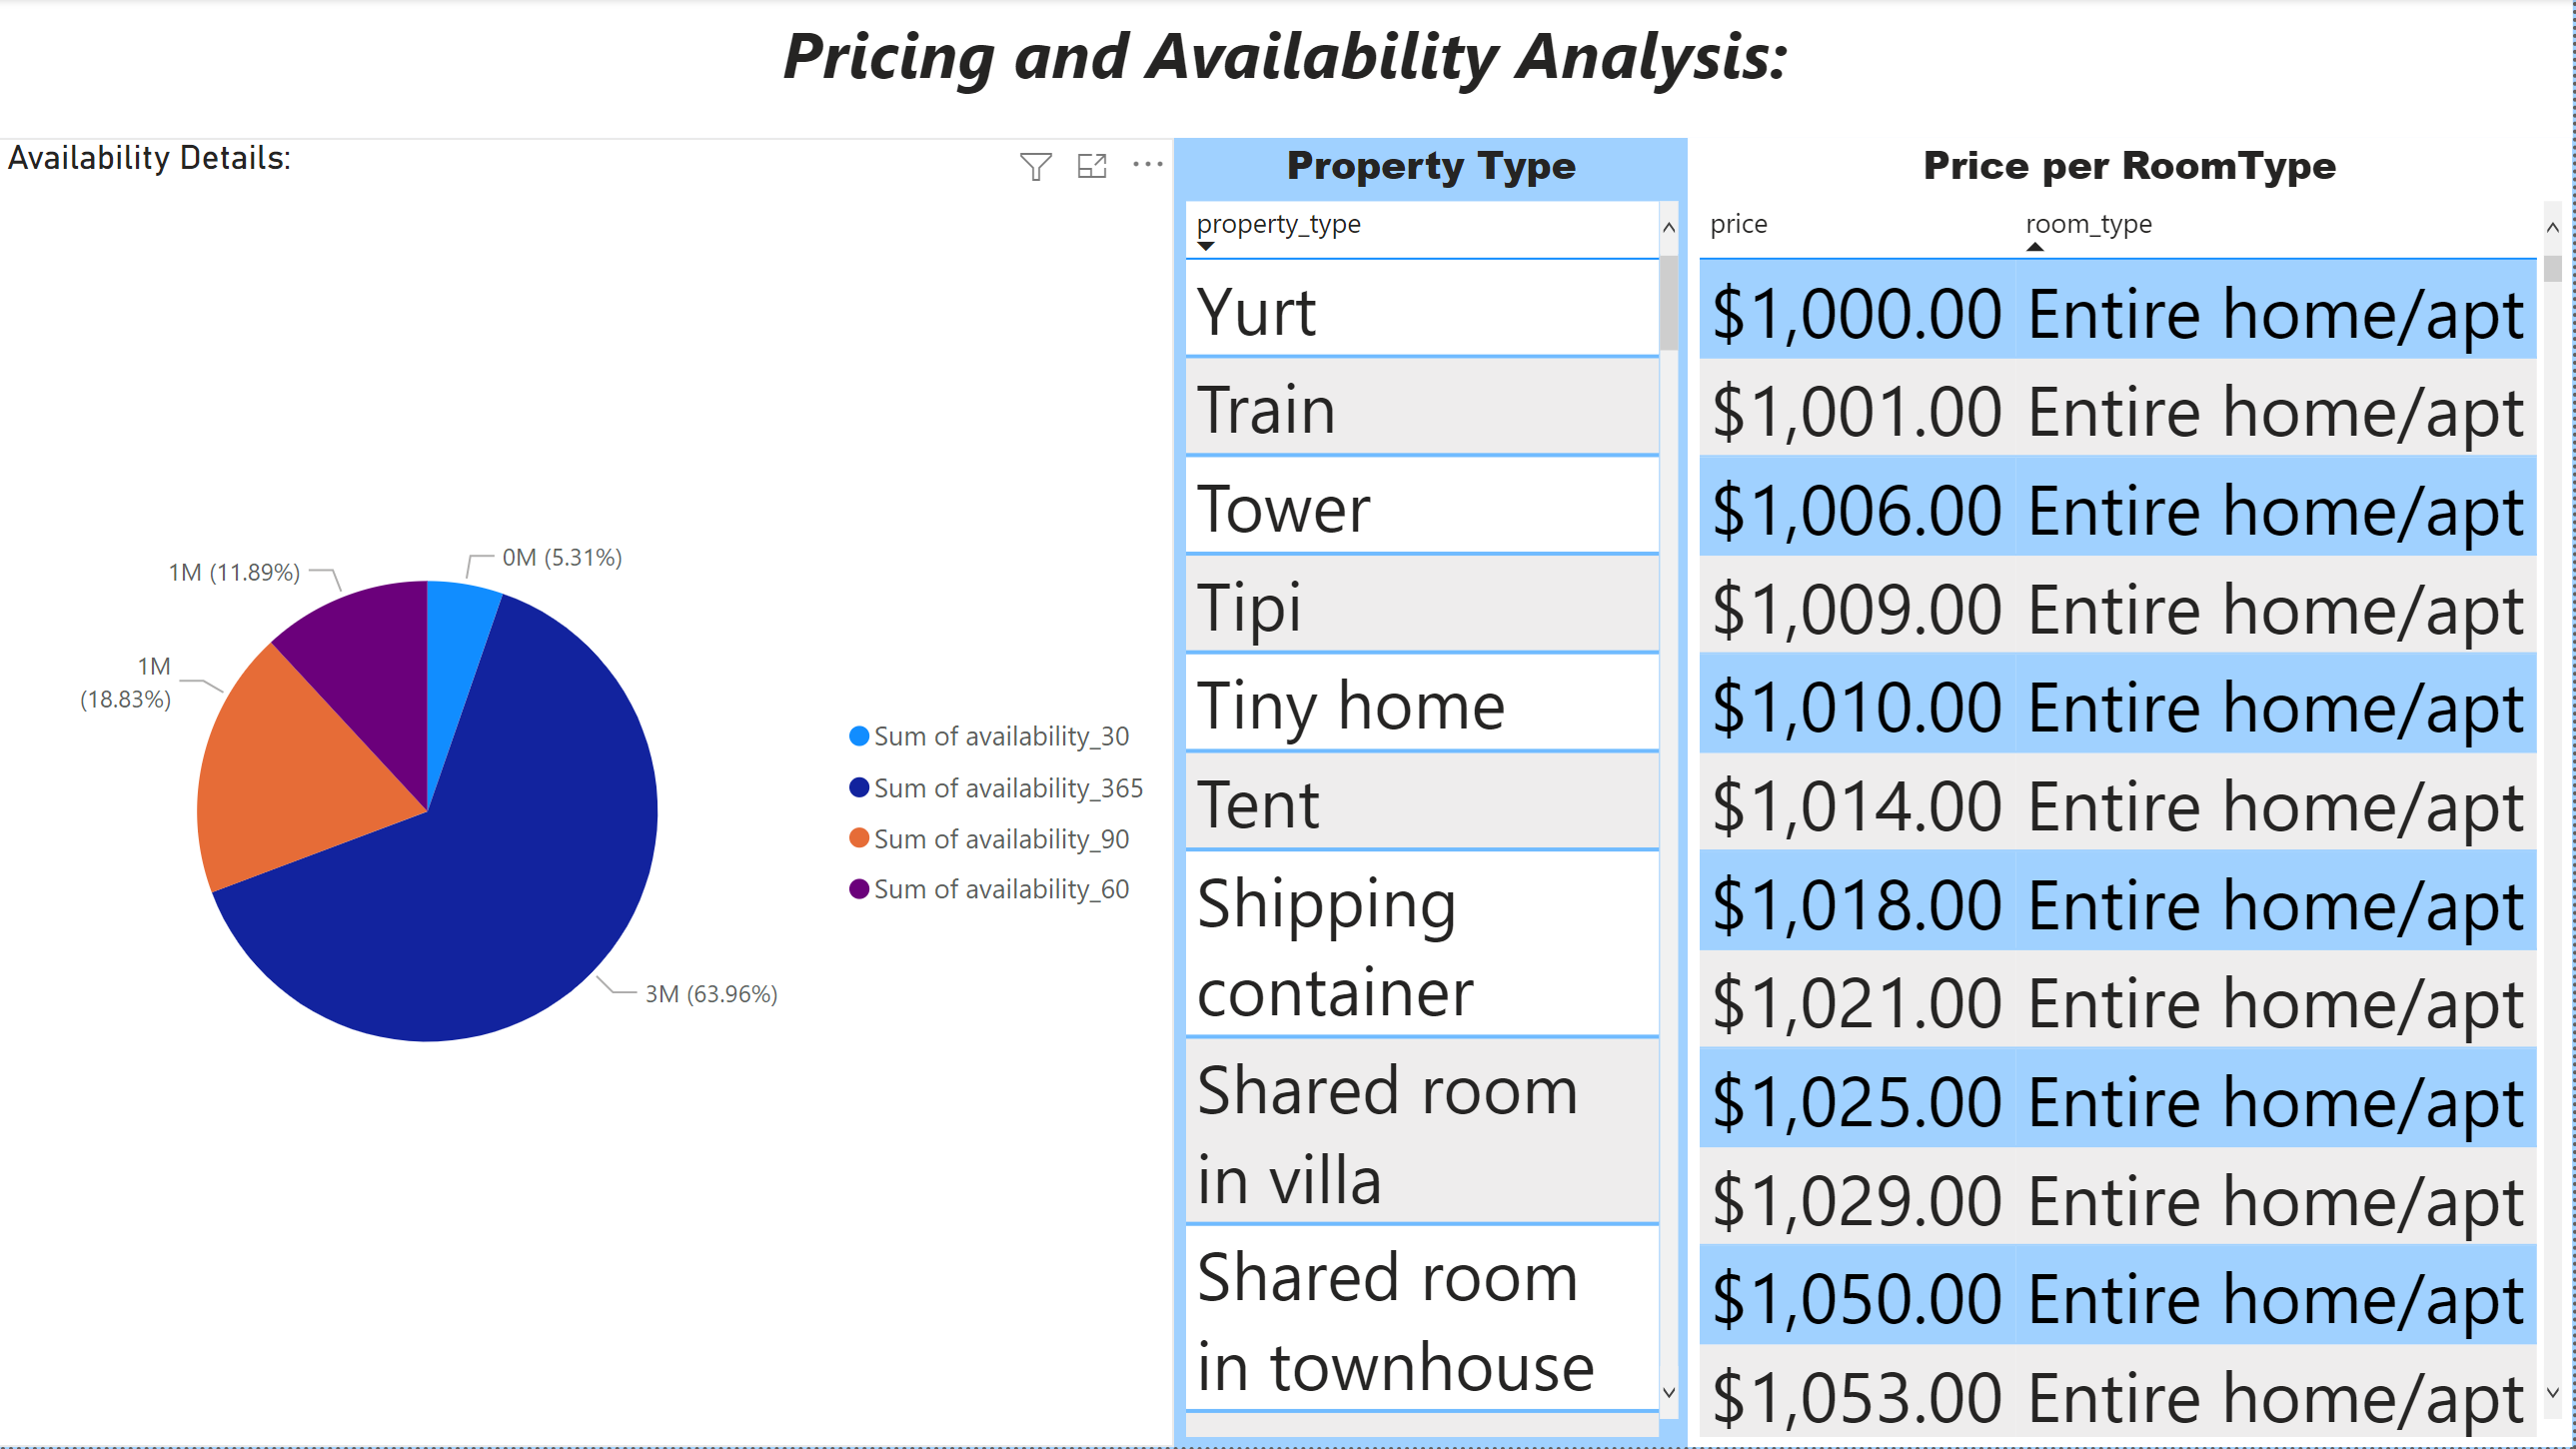 Pricing and Availability Analysis:
Availability Details:
0M (5.31%)
1M (11.89%)
1M
(18.83%)
3M (63.96%)
Sum of availability_30
Sum of availability_365
Sum of availability_90
Sum of availability_60
Property Type
property_type
Yurt
Train
Tower
Tipi
Tiny home
Tent
Shipping
container
Shared room
in villa
Shared room
in townhouse
Price per RoomType
price room_type
$1,000.00 Entire home/apt
$1,001.00 Entire home/apt
$1,006.00 Entire home/apt
$1,009.00 Entire home/apt
$1,010.00 Entire home/apt
$1,014.00 Entire home/apt
$1,018.00 Entire home/apt
$1,021.00 Entire home/apt
$1,025.00 Entire home/apt
$1,029.00 Entire home/apt
$1,050.00 Entire home/apt
$1,053.00 Entire home/apt